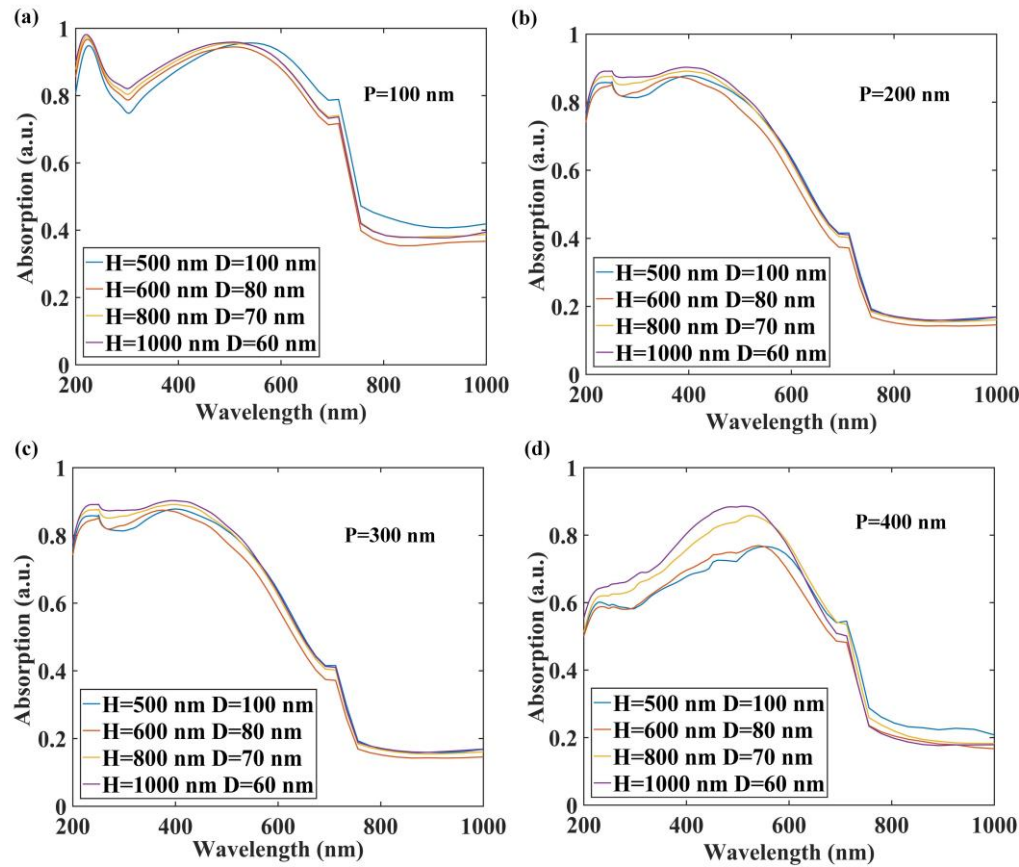 (a)
1
0.8
0.6
0.4
0.2
0
Absorption (a.u.)
P=100 nm
H=500 nm D=100 nm
H=600 nm D=80 nm
H=800 nm D=70 nm
H=1000 nm D=60 nm
200 400 600 800 1000
Wavelength (nm)
(b)
1
0.8
0.6
0.4
0.2
0
Absorption (a.u.)
P=200 nm
H=500 nm D=100 nm
H=600 nm D=80 nm
H=800 nm D=70 nm
H=1000 nm D=60 nm
200 400 600 800 1000
Wavelength (nm)
(c)
1
0.8
0.6
0.4
0.2
0
Absorption (a.u.)
P=300 nm
H=500 nm D=100 nm
H=600 nm D=80 nm
H=800 nm D=70 nm
H=1000 nm D=60 nm
200 400 600 800 1000
Wavelength (nm)
(d)
1
0.8
0.6
0.4
0.2
0
Absorption (a.u.)
P=400 nm
H=500 nm D=100 nm
H=600 nm D=80 nm
H=800 nm D=70 nm
H=1000 nm D=60 nm
200 400 600 800 1000
Wavelength (nm)